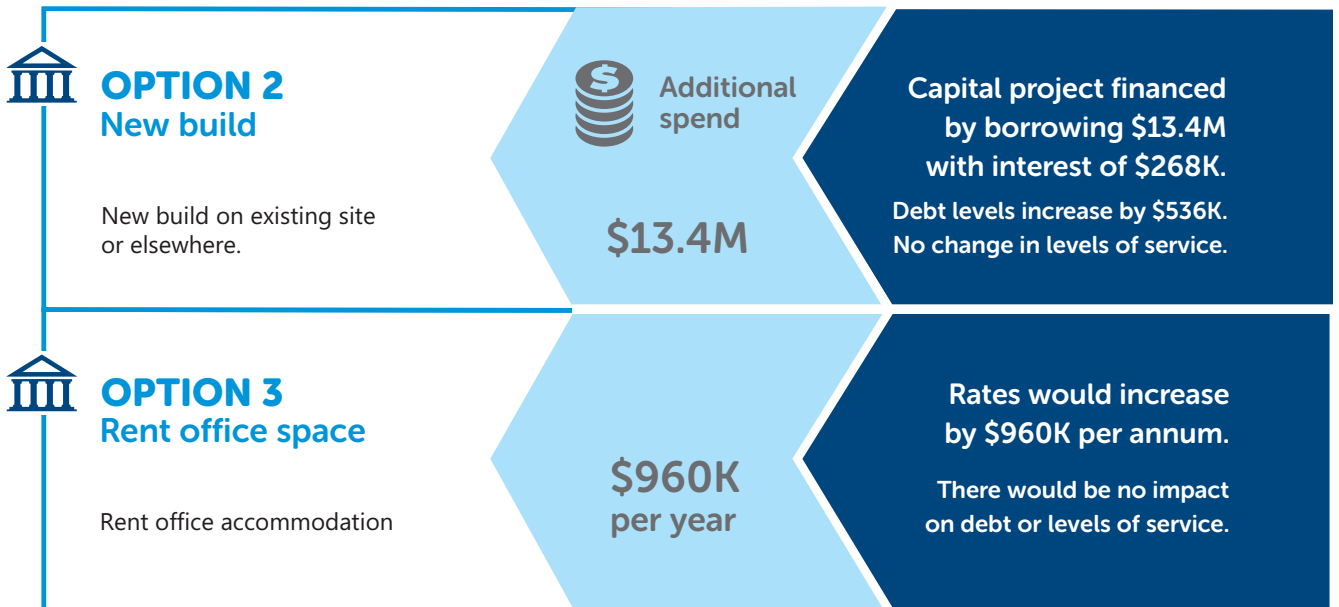 OPTION 2
New build
New build on existing site
or elsewhere.
$
Additional
spend
$13.4M
Capital project financed
by borrowing $13.4M
with interest of $268K.
Debt levels increase by $536K.
No change in levels of service.
OPTION 3
Rent office space
Rent office accommodation
$960K
per year
Rates would increase
by $960K per annum.
There would be no impact
on debt or levels of service.